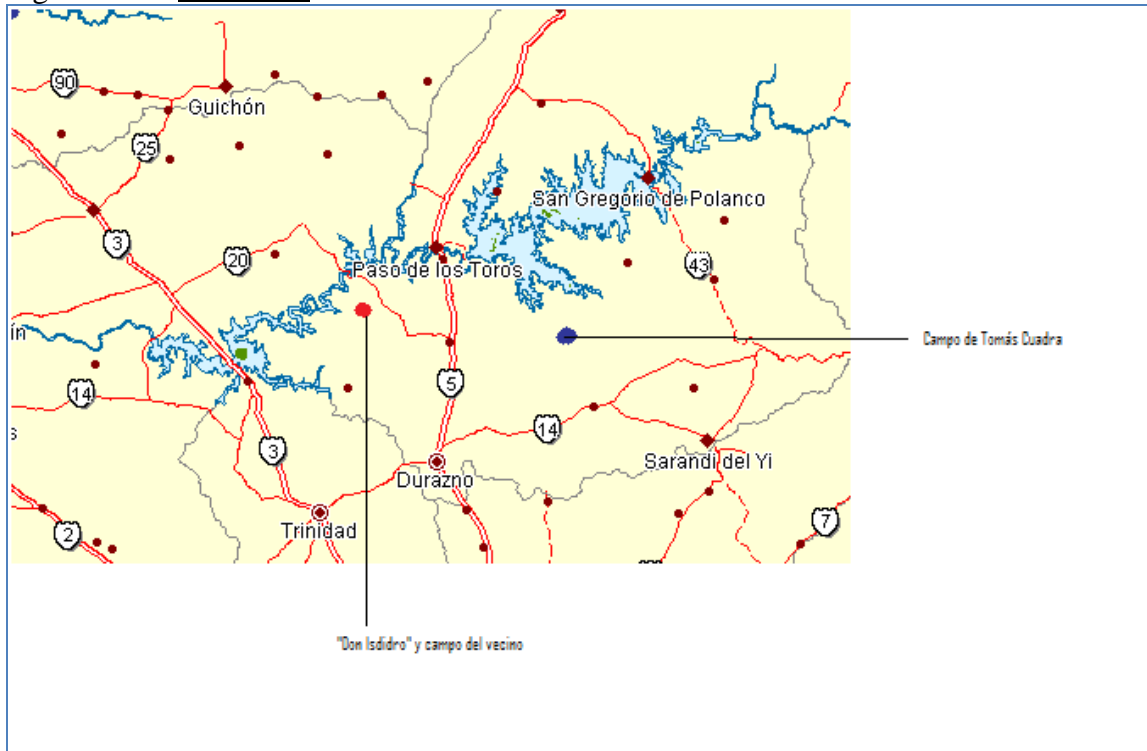 90
Guichón
25
San Gregorio de Polanco
3
20
Paso de los Toros
43
ín
Campo de Tomás Cuadra
14
5
s
14
3
Sarandí del Yi
Durazno
Trinidad
2
7
"Don Isdidro" y campo del vecino